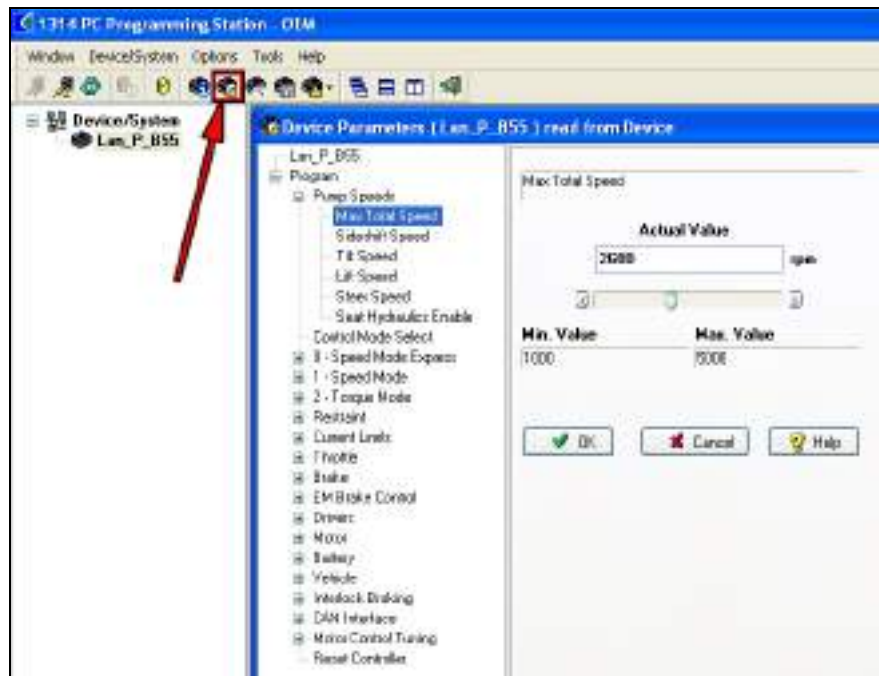 1314 PC Programming Station - OEM
Window Device/System Options Tools Help
Device/System
Lan_P_B55
Device Parameters ( Lan_P_B55 ) read from Device
Lan_P_B55
Program
Pump Speeds
Max Total Speed
Sideshift Speed
Tilt Speed
Lift Speed
Steer Speed
Seat Hydraulics Enable
Control Mode Select
0 - Speed Mode Express
1 - Speed Mode
2 - Torque Mode
Restraint
Current Limits
Throttle
Brake
EM Brake Control
Drivers
Motor
Battery
Vehicle
Interlock Braking
CAN Interface
Motor Control Tuning
Reset Controller
Max Total Speed
Actual Value
2600 rpm
Min. Value Max. Value
1000 5000
OK Cancel Help